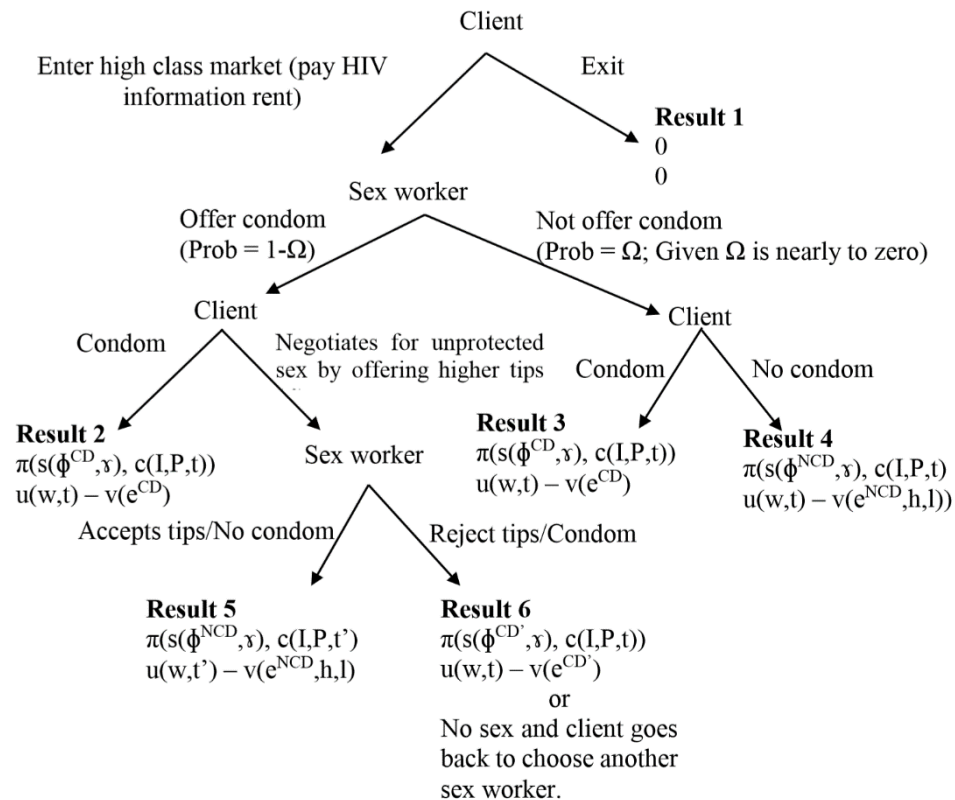 Client
Enter high class market (pay HIV
information rent)
Exit
Result 1
0
0
Sex worker
Offer condom
(Prob = 1-Ω)
Not offer condom
(Prob = Ω; Given Ω is nearly to zero)
Client
Client
Condom
Negotiates for unprotected
sex by offering higher tips
Condom
No condom
Result 2
π(s(ϕ^CD,ɤ), c(I,P,t))
u(w,t) – v(e^CD)
Sex worker
Result 3
π(s(ϕ^CD,ɤ), c(I,P,t))
u(w,t) – v(e^CD)
Result 4
π(s(ϕ^NCD,ɤ), c(I,P,t)
u(w,t) – v(e^NCD,h,l))
Accepts tips/No condom
Reject tips/Condom
Result 5
π(s(ϕ^NCD,ɤ), c(I,P,t’)
u(w,t’) – v(e^NCD,h,l)
Result 6
π(s(ϕ^CD’,ɤ), c(I,P,t))
u(w,t) – v(e^CD’)
or
No sex and client goes
back to choose another
sex worker.